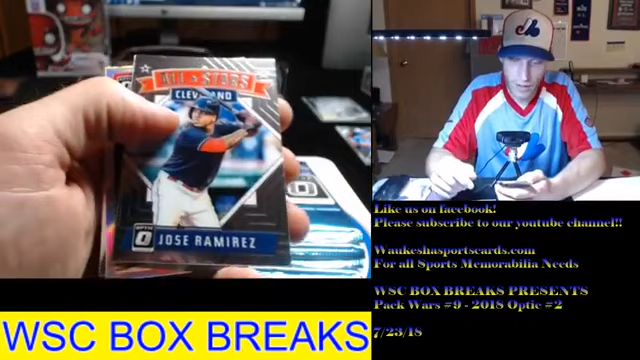 ALL ★ STARS
CLEVELAND
OPTIC
JOSE RAMIREZ
Like us on facebook!
Please subscribe to our youtube channel!!
Waukeshasportscards.com
For all Sports Memorabilia Needs
WSC BOX BREAKS PRESENTS
Pack Wars #9 - 2018 Optic #2
7/23/18
WSC BOX BREAKS